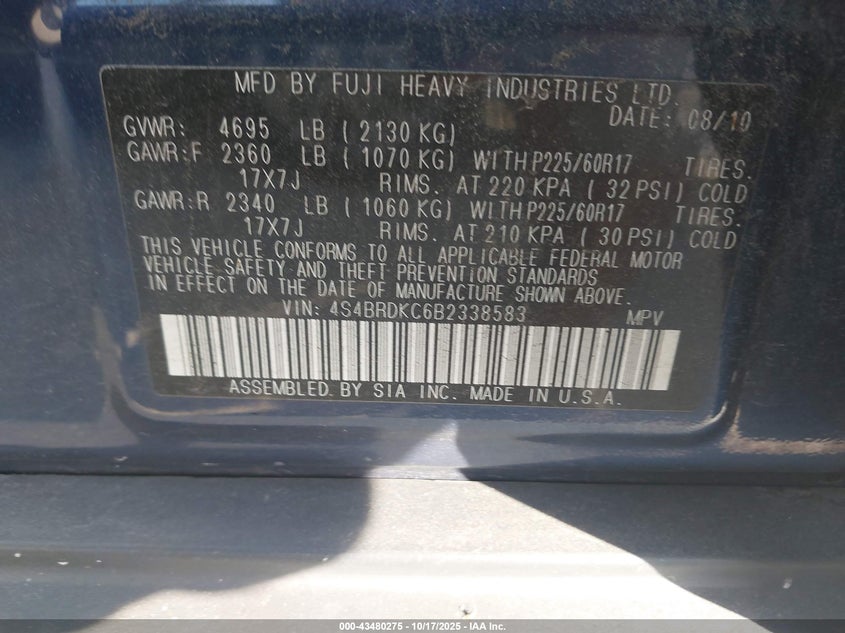 MFD BY FUJI HEAVY INDUSTRIES LTD.
DATE: 08/10
GVWR: 4695 LB ( 2130 KG)
GAWR:F 2360 LB ( 1070 KG) WITH P225/60R17 TIRES.
17X7J RIMS. AT 220 KPA ( 32 PSI) COLD
GAWR:R 2340 LB ( 1060 KG) WITH P225/60R17 TIRES.
17X7J RIMS. AT 210 KPA ( 30 PSI) COLD
THIS VEHICLE CONFORMS TO ALL APPLICABLE FEDERAL MOTOR
VEHICLE SAFETY AND THEFT PREVENTION STANDARDS
IN EFFECT ON THE DATE OF MANUFACTURE SHOWN ABOVE.
VIN: 4S4BRDKC6B2338583 MPV
ASSEMBLED BY SIA INC. MADE IN U.S.A.
000-43480275 - 10/17/2025 - IAA Inc.